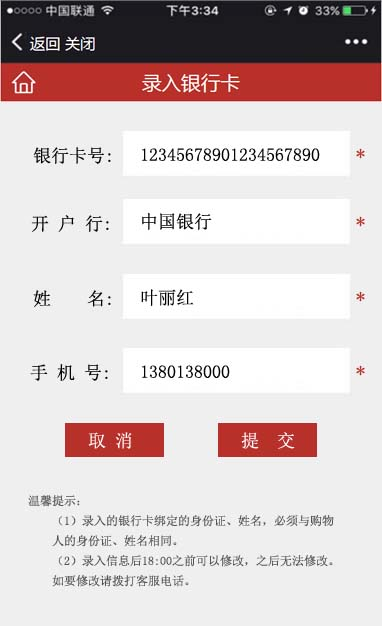 中国联通 下午3:34 33%
返回 关闭
录入银行卡
银行卡号: 12345678901234567890 *
开 户 行: 中国银行 *
姓 名: 叶丽红 *
手 机 号: 1380138000 *
取 消 提 交
温馨提示:
（1）录入的银行卡绑定的身份证、姓名，必须与购物
人的身份证、姓名相同。
（2）录入信息后18:00之前可以修改，之后无法修改。
如要修改请拨打客服电话。